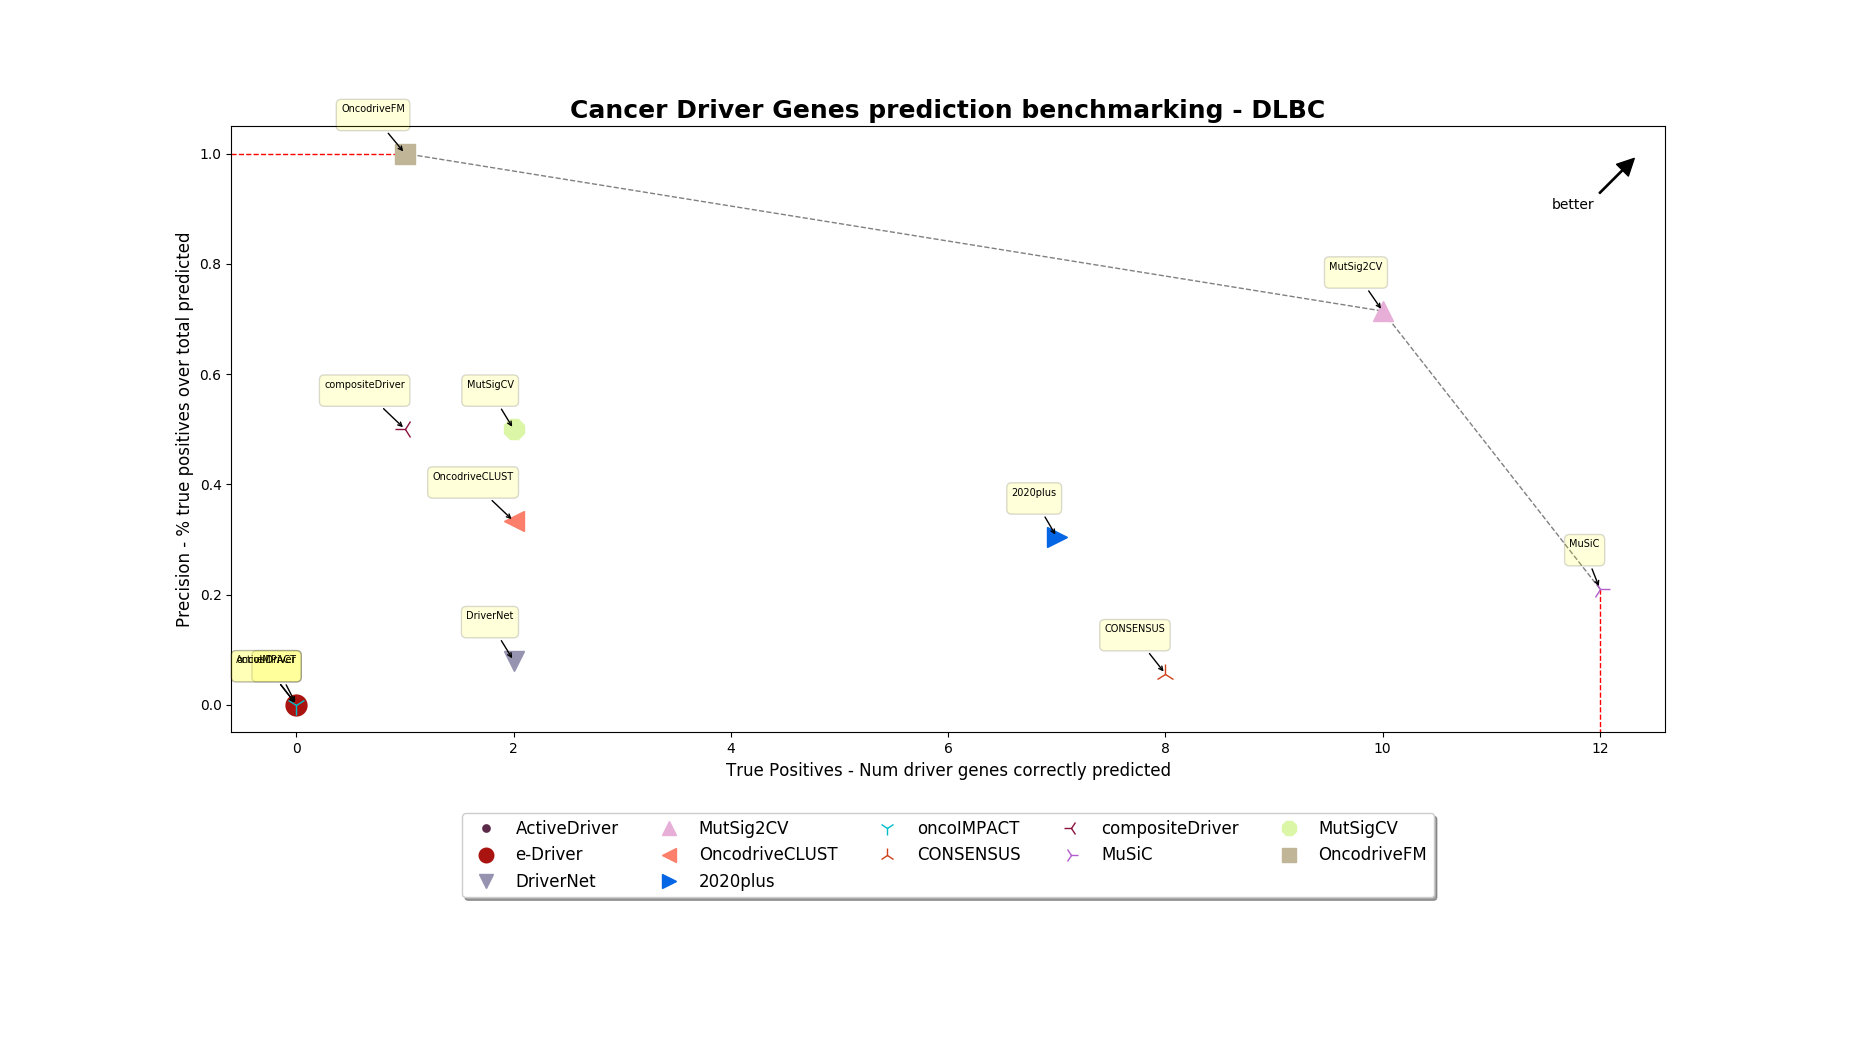 Cancer Driver Genes prediction benchmarking - DLBC
OncodriveFM
better
MutSig2CV
compositeDriver
MutSigCV
OncodriveCLUST
2020plus
MuSiC
DriverNet
CONSENSUS
Precision - % true positives over total predicted
1.0
0.8
0.6
0.4
0.2
0.0
0 2 4 6 8 10 12
True Positives - Num driver genes correctly predicted
ActiveDriver MutSig2CV oncoIMPACT compositeDriver MutSigCV
e-Driver OncodriveCLUST CONSENSUS MuSiC OncodriveFM
DriverNet 2020plus